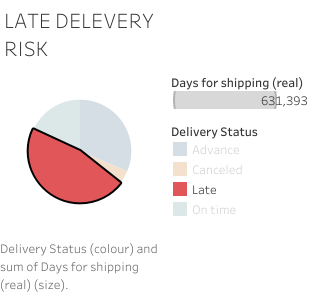 LATE DELEVERY
RISK
Days for shipping (real)
631,393
Delivery Status
Advance
Canceled
Late
On time
Delivery Status (colour) and
sum of Days for shipping
(real) (size).